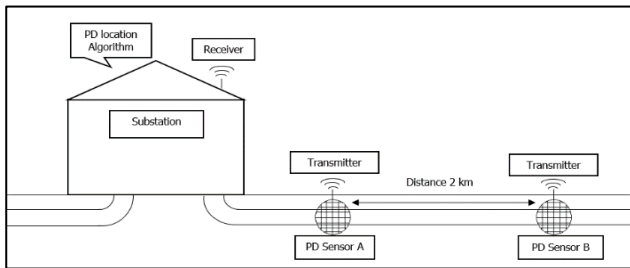 PD location
Algorithm
Receiver
Substation
Transmitter
Transmitter
Distance 2 km
PD Sensor A
PD Sensor B